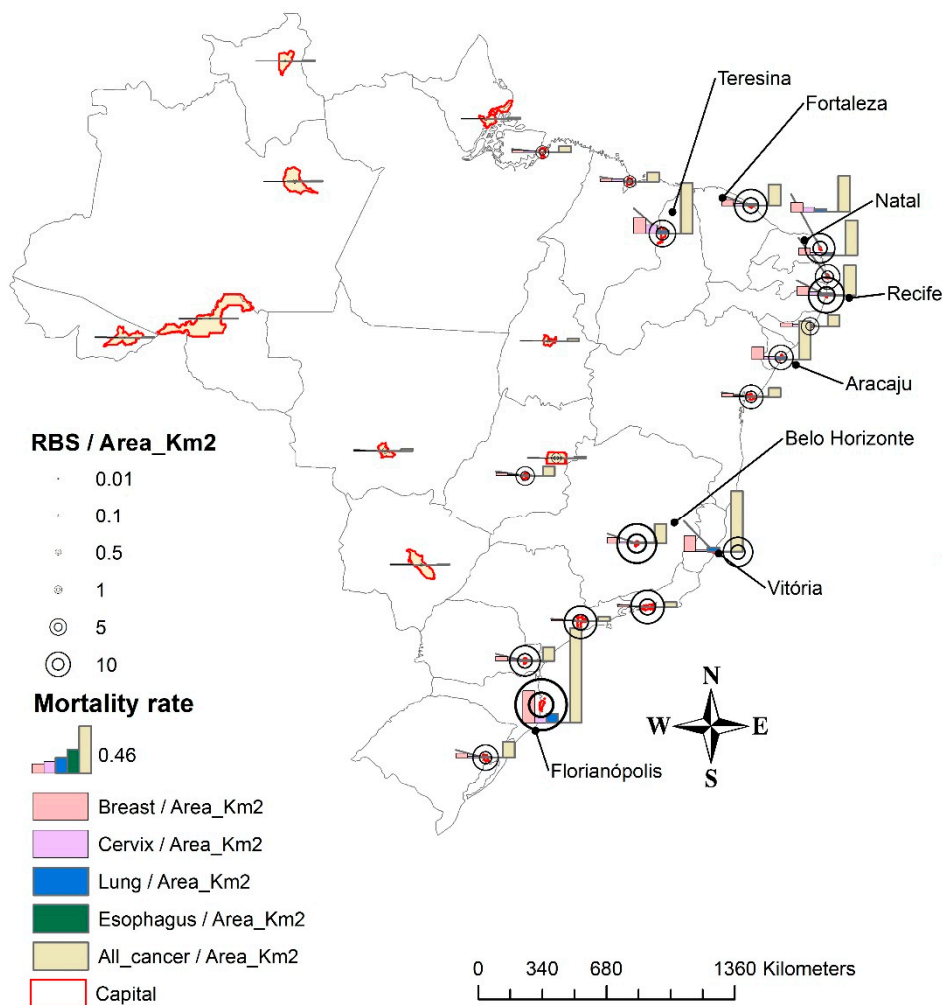 Teresina
Fortaleza
Natal
Recife
Aracaju
Belo Horizonte
Vitória
Florianópolis
RBS / Area_Km2
0.01
0.1
0.5
1
5
10
Mortality rate
0.46
Breast / Area_Km2
Cervix / Area_Km2
Lung / Area_Km2
Esophagus / Area_Km2
All_cancer / Area_Km2
Capital
N
W E
S
0 340 680 1360 Kilometers